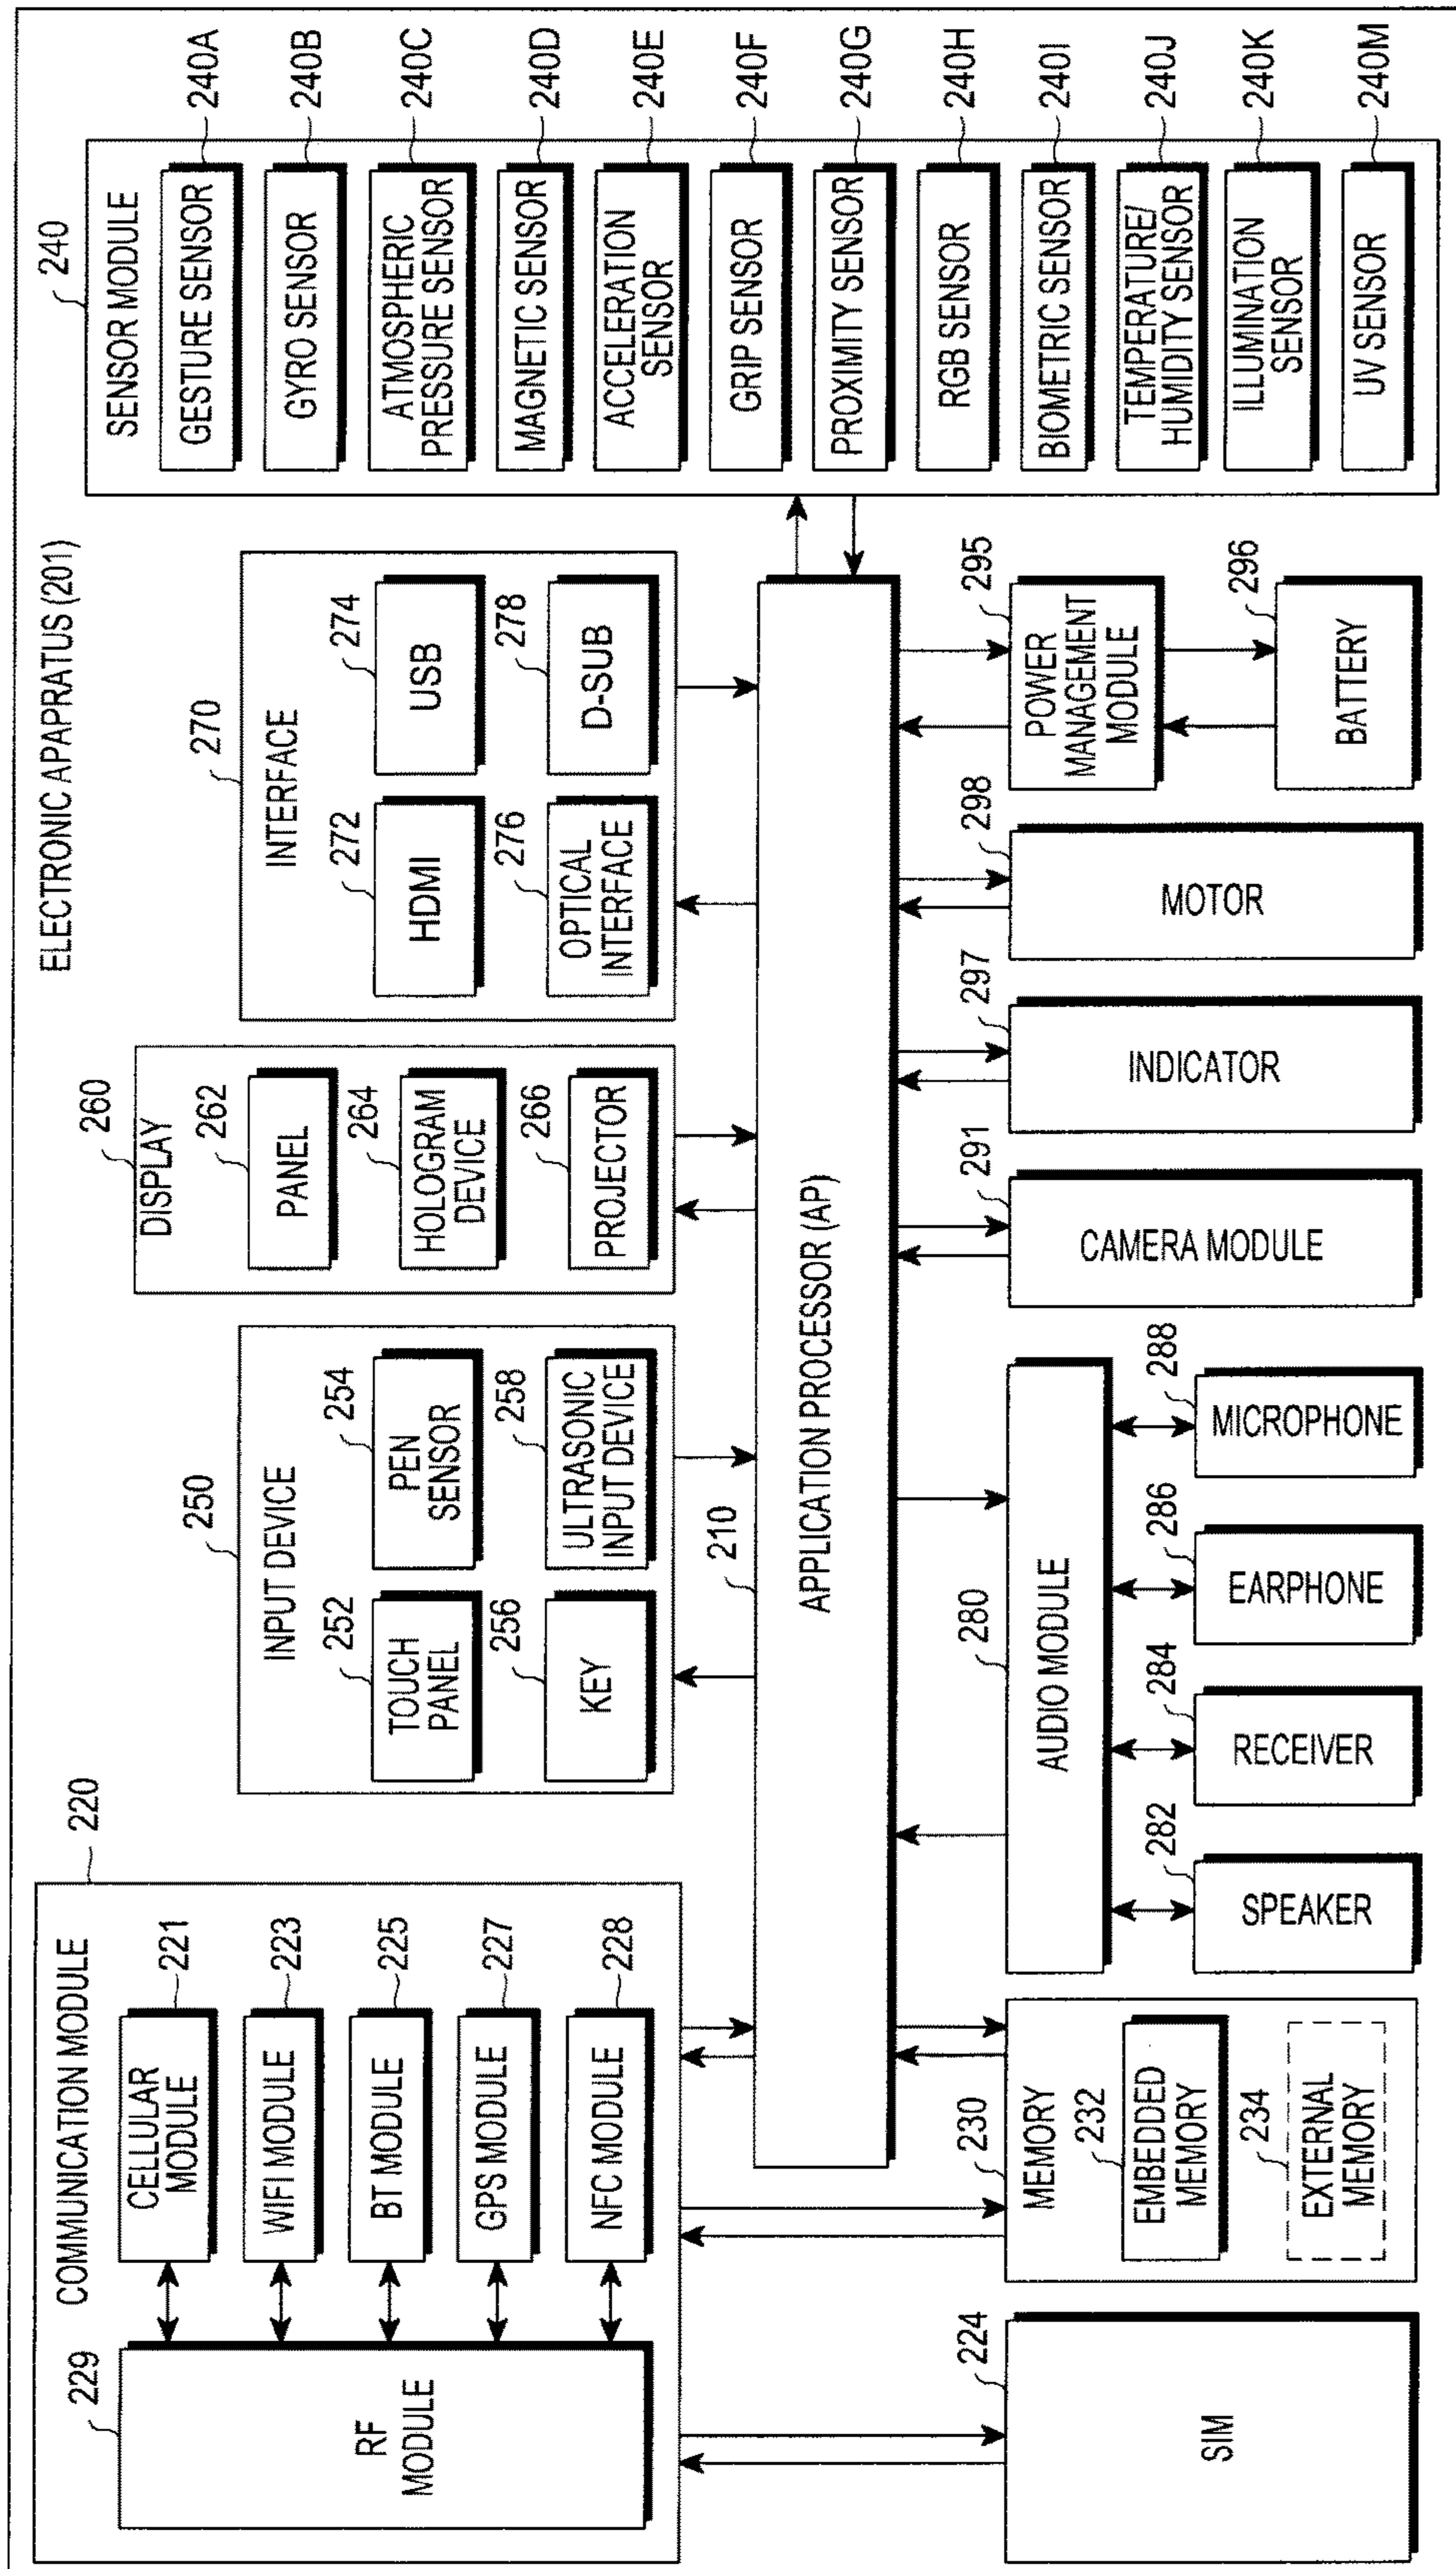 ELECTRONIC APAPRATUS (201)
220
COMMUNICATION MODULE
229
RF
MODULE
CELLULAR
MODULE
221
WIFI MODULE
223
BT MODULE
225
GPS MODULE
227
NFC MODULE
228
250
INPUT DEVICE
252
TOUCH
PANEL
254
PEN
SENSOR
256
KEY
258
ULTRASONIC
INPUT DEVICE
260
DISPLAY
262
PANEL
264
HOLOGRAM
DEVICE
266
PROJECTOR
270
INTERFACE
272
HDMI
274
USB
276
OPTICAL
INTERFACE
278
D-SUB
240
SENSOR MODULE
GESTURE SENSOR
240A
GYRO SENSOR
240B
ATMOSPHERIC
PRESSURE SENSOR
240C
MAGNETIC SENSOR
240D
ACCELERATION
SENSOR
240E
GRIP SENSOR
240F
PROXIMITY SENSOR
240G
RGB SENSOR
240H
BIOMETRIC SENSOR
240I
TEMPERATURE/
HUMIDITY SENSOR
240J
ILLUMINATION
SENSOR
240K
UV SENSOR
240M
210
APPLICATION PROCESSOR (AP)
224
SIM
230
MEMORY
232
EMBEDDED
MEMORY
234
EXTERNAL
MEMORY
280
AUDIO MODULE
282
SPEAKER
284
RECEIVER
286
EARPHONE
288
MICROPHONE
291
CAMERA MODULE
297
INDICATOR
298
MOTOR
295
POWER
MANAGEMENT
MODULE
296
BATTERY